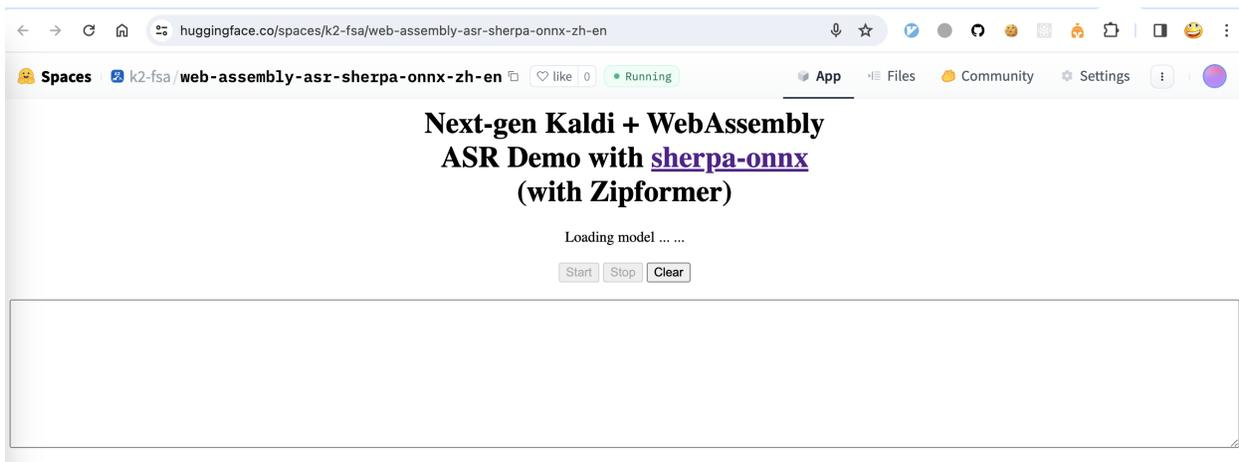 huggingface.co/spaces/k2-fsa/web-assembly-asr-sherpa-onnx-zh-en
Spaces k2-fsa/web-assembly-asr-sherpa-onnx-zh-en like 0 Running App Files Community Settings
Next-gen Kaldi + WebAssembly
ASR Demo with sherpa-onnx
(with Zipformer)
Loading model ... ...
Start Stop Clear